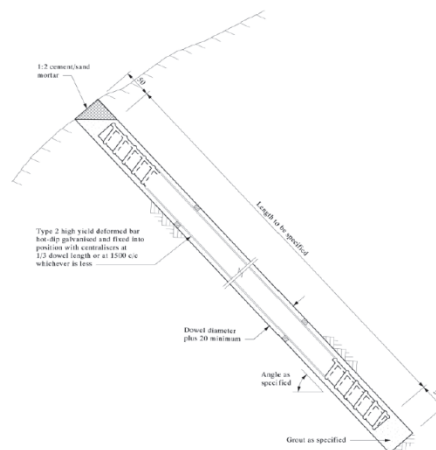 1:2 cement/sand
mortar
50
Length to be specified
Type 2 high yield deformed bar
hot-dip galvanised and fixed into
position with centralisers at
1/3 dowel length or at 1500 c/c
whichever is less
Dowel diameter
plus 20 minimum
Angle as
specified
Grout as specified